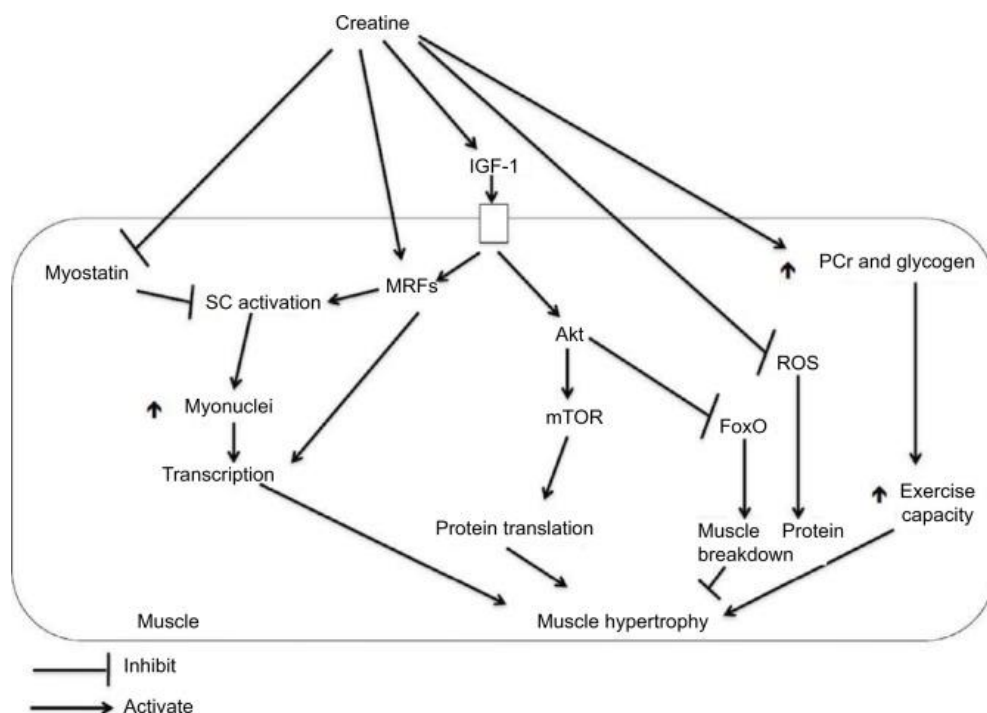 Creatine
IGF-1
PCr and glycogen
Myostatin
MRFs
SC activation
Akt
ROS
Myonuclei
mTOR
FoxO
Transcription
Exercise
capacity
Protein translation
Muscle
breakdown
Protein
Muscle
Muscle hypertrophy
Inhibit
Activate